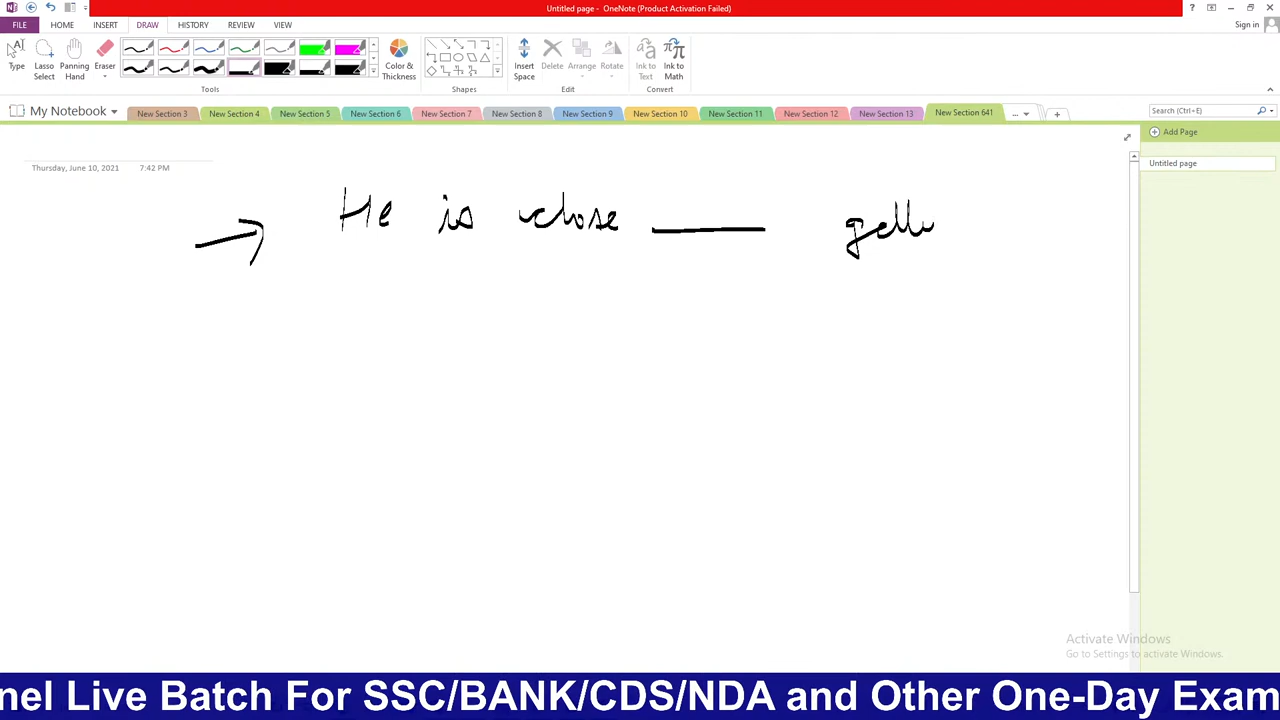 Untitled page - OneNote (Product Activation Failed)
FILE HOME INSERT DRAW HISTORY REVIEW VIEW
Sign in
Type Lasso Select Panning Hand Eraser Color & Thickness Insert Space Delete Arrange Rotate Ink to Text Ink to Math
Tools Shapes Edit Convert
My Notebook New Section 3 New Section 4 New Section 5 New Section 6 New Section 7 New Section 8 New Section 9 New Section 10 New Section 11 New Section 12 New Section 13 New Section 641 ...
Search (Ctrl+E)
Add Page
Untitled page
Thursday, June 10, 2021 7:42 PM
He is close ____
Activate Windows
Go to Settings to activate Windows.
nel Live Batch For SSC/BANK/CDS/NDA and Other One-Day Exam